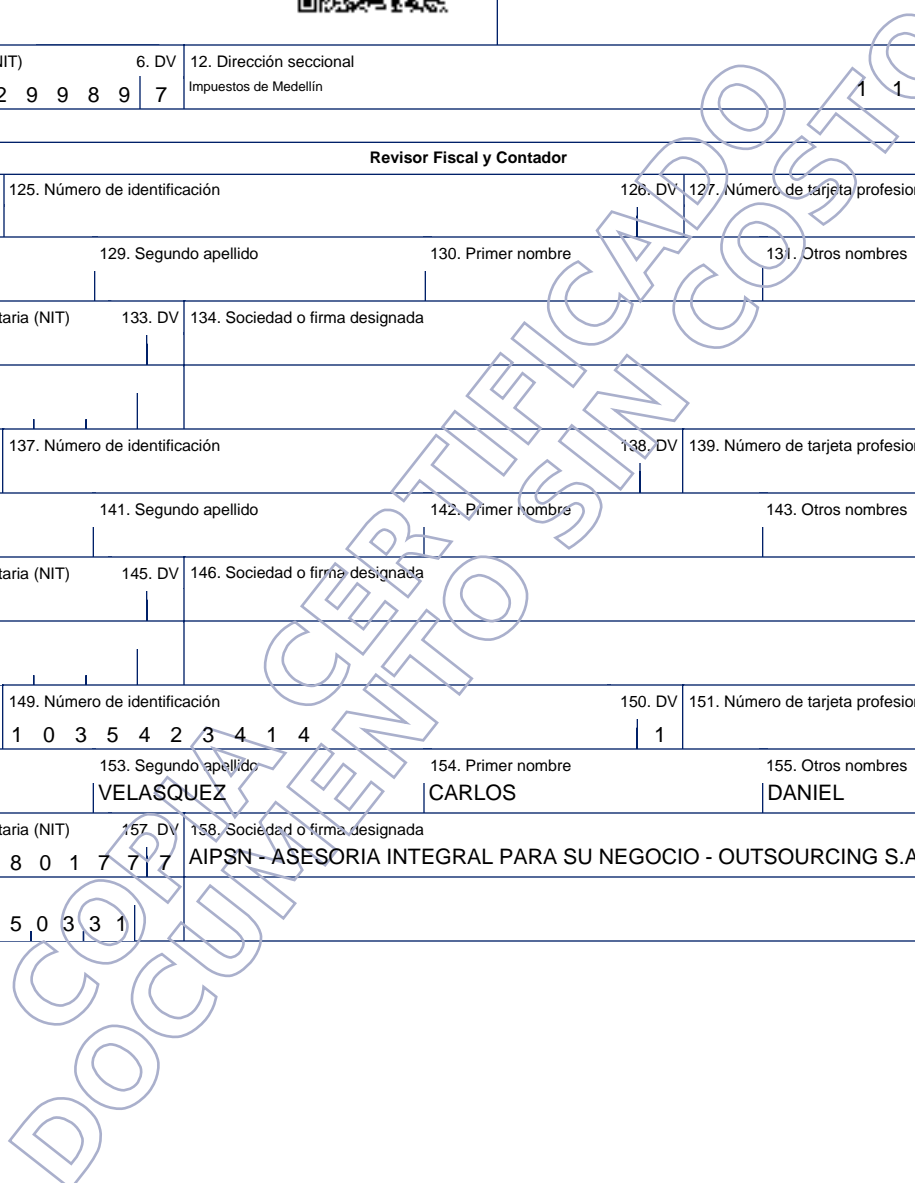 NIT) 6. DV 12. Dirección seccional
2 9 9 8 9 7 Impuestos de Medellín 1 1
Revisor Fiscal y Contador
125. Número de identificación 126. DV 127. Número de tarjeta profesion
129. Segundo apellido 130. Primer nombre 131. Otros nombres
taria (NIT) 133. DV 134. Sociedad o firma designada
137. Número de identificación 138. DV 139. Número de tarjeta profesion
141. Segundo apellido 142. Primer nombre 143. Otros nombres
taria (NIT) 145. DV 146. Sociedad o firma designada
149. Número de identificación 150. DV 151. Número de tarjeta profesion
1 0 3 5 4 2 3 4 1 4 1
153. Segundo apellido 154. Primer nombre 155. Otros nombres
VELASQUEZ CARLOS DANIEL
taria (NIT) 157. DV 158. Sociedad o firma designada
8 0 1 7 7 7 AIPSN - ASESORIA INTEGRAL PARA SU NEGOCIO - OUTSOURCING S.A
5 0 3 3 1
COPIA CERTIFICADO
DOCUMENTO SIN COSTO